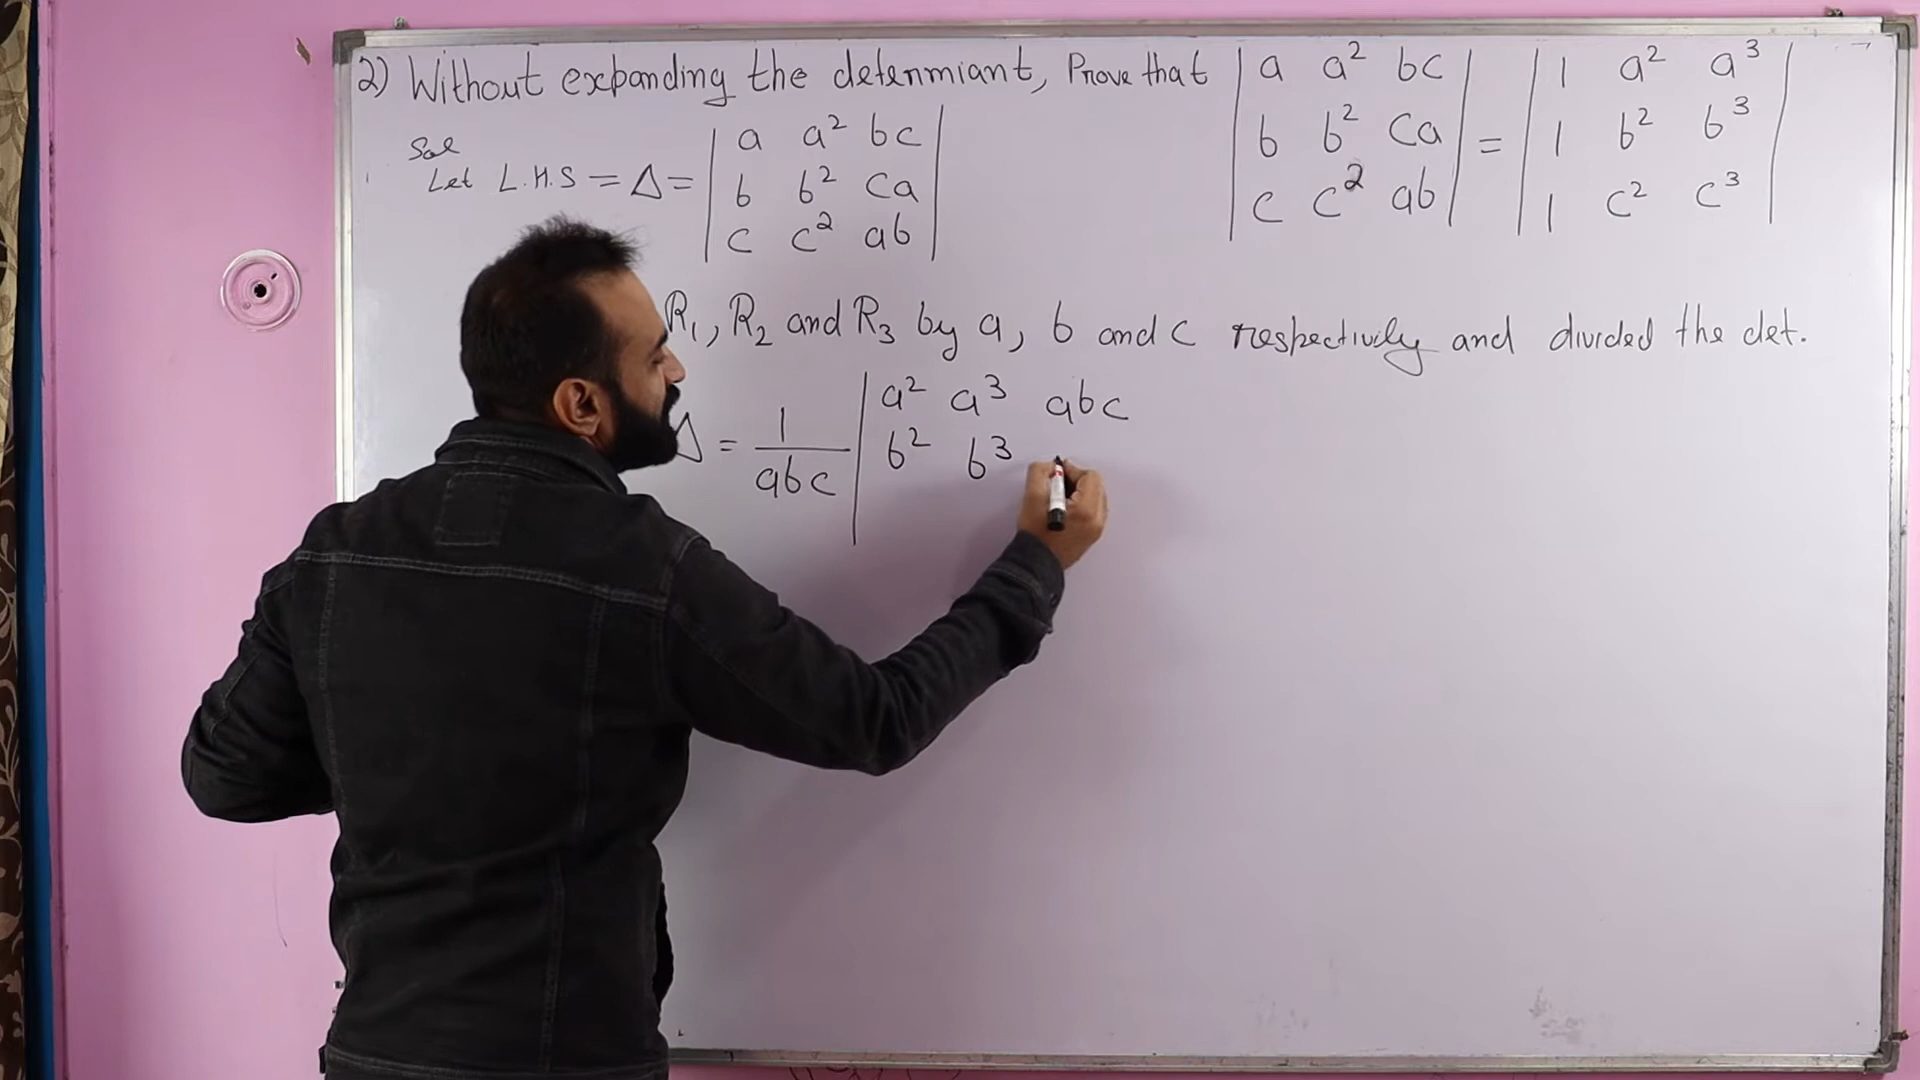 2) Without expanding the detenmiant, Prove that | a a² bc | = | 1 a² a³ |
| b b² ca | | 1 b² b³ |
| c c² ab | | 1 c² c³ |
Sol
Let L.H.S = Δ = | a a² bc |
| b b² ca |
| c c² ab |
R₁, R₂ and R₃ by a, b and c respectively and divided the det.
Δ = 1/abc | a² a³ abc
b² b³